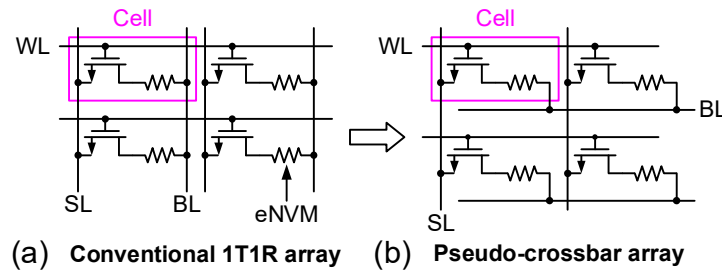 Cell
WL
SL
BL
eNVM
(a) Conventional 1T1R array
Cell
WL
BL
SL
(b) Pseudo-crossbar array